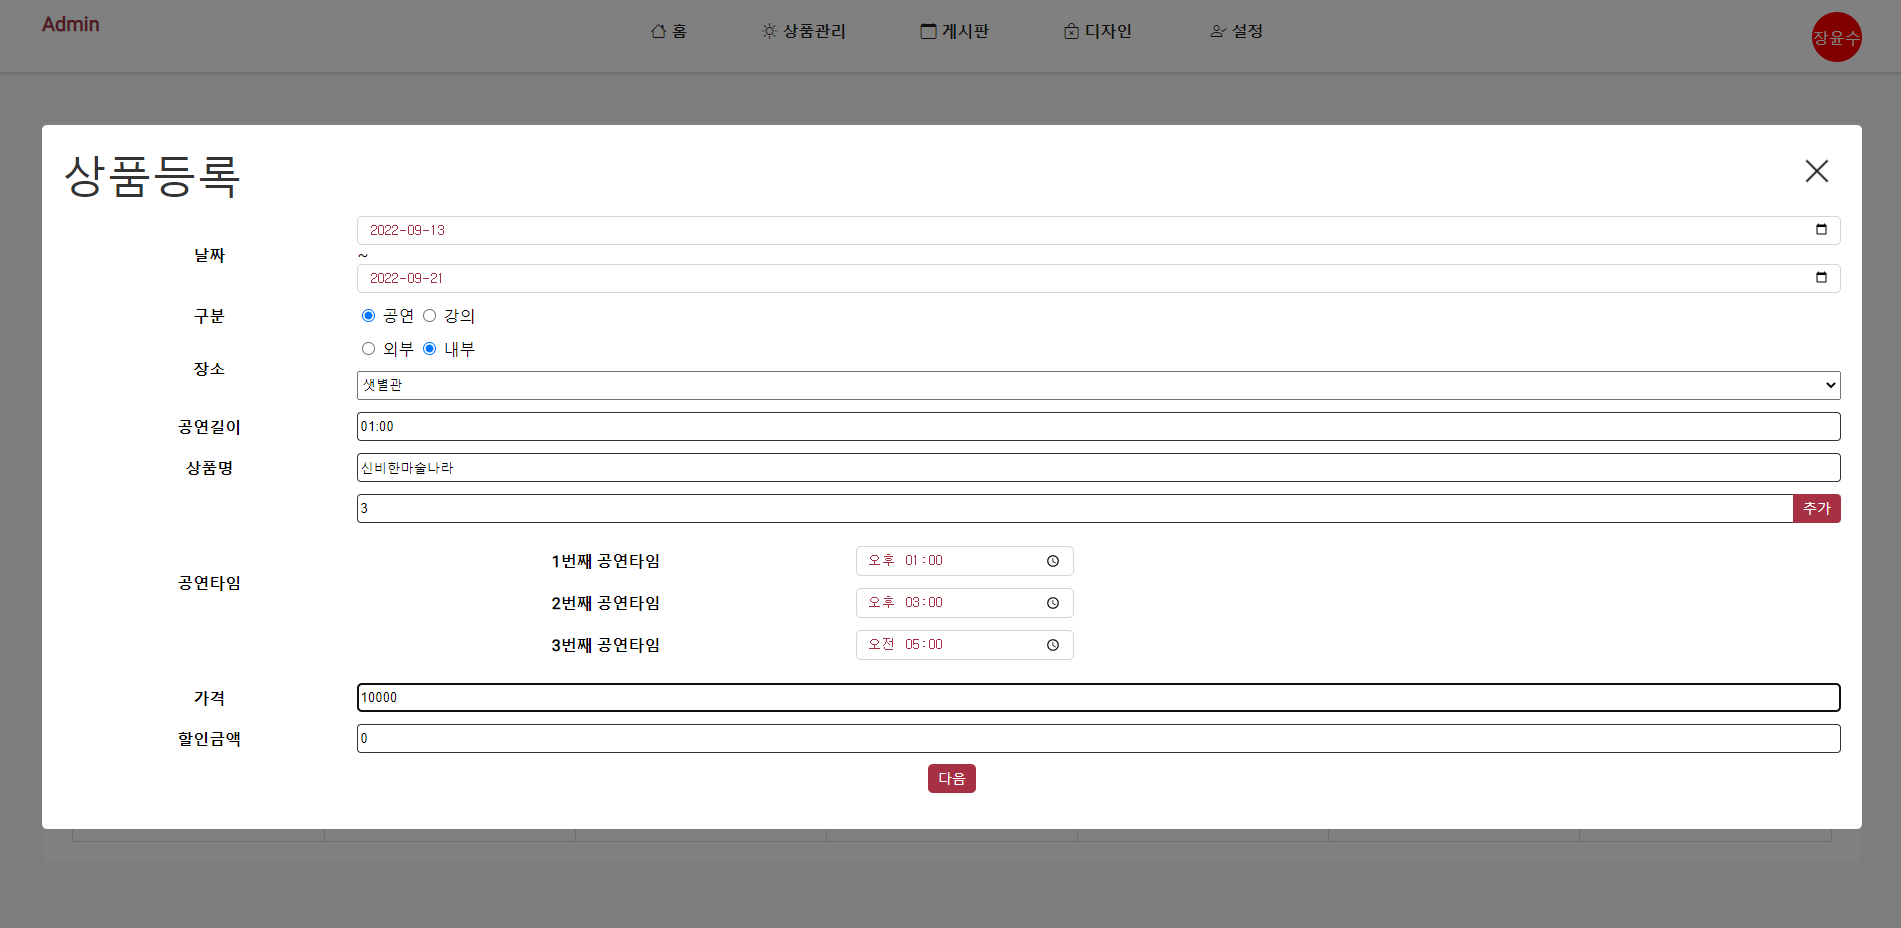 Admin
홈 상품관리 게시판 디자인 설정
장윤수
상품등록
날짜
2022-09-13
~
2022-09-21
구분
공연 강의
장소
외부 내부
샛별관
공연길이
01:00
상품명
신비한마술나라
3
추가
공연타임
1번째 공연타임
오후 01:00
2번째 공연타임
오후 03:00
3번째 공연타임
오전 05:00
가격
10000
할인금액
0
다음